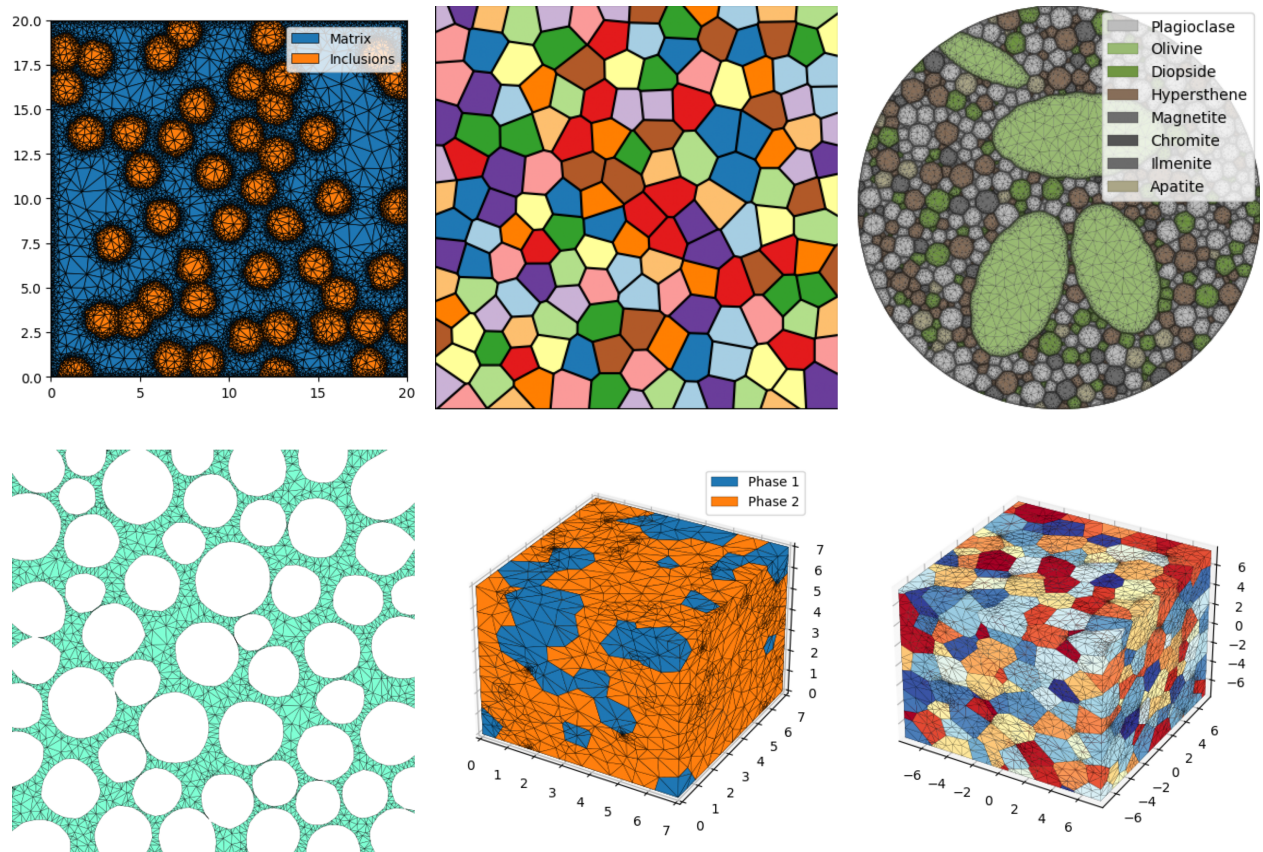 20.0
17.5
15.0
12.5
10.0
7.5
5.0
2.5
0.0
0 5 10 15 20
Matrix
Inclusions
Plagioclase
Olivine
Diopside
Hypersthene
Magnetite
Chromite
Ilmenite
Apatite
Phase 1
Phase 2
7
6
5
4
3
2
1
0
0 1 2 3 4 5 6 7
0 1 2 3 4 5 6 7
6
4
2
0
−2
−4
−6
−6 −4 −2 0 2 4 6
−6 −4 −2 0 2 4 6